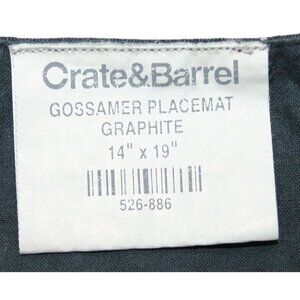 Crate&Barrel
GOSSAMER PLACEMAT
GRAPHITE
14" x 19"
526-886